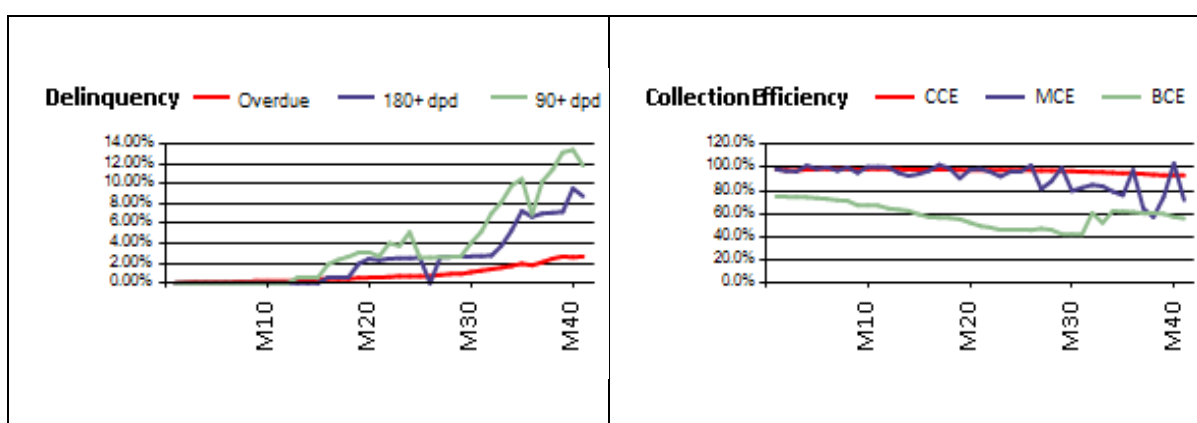 Delinquency Overdue 180+ dpd 90+ dpd
14.00%
12.00%
10.00%
8.00%
6.00%
4.00%
2.00%
0.00%
M10
M20
M30
M40
Collection Efficiency CCE MCE BCE
120.0%
100.0%
80.0%
60.0%
40.0%
20.0%
0.0%
M10
M20
M30
M40